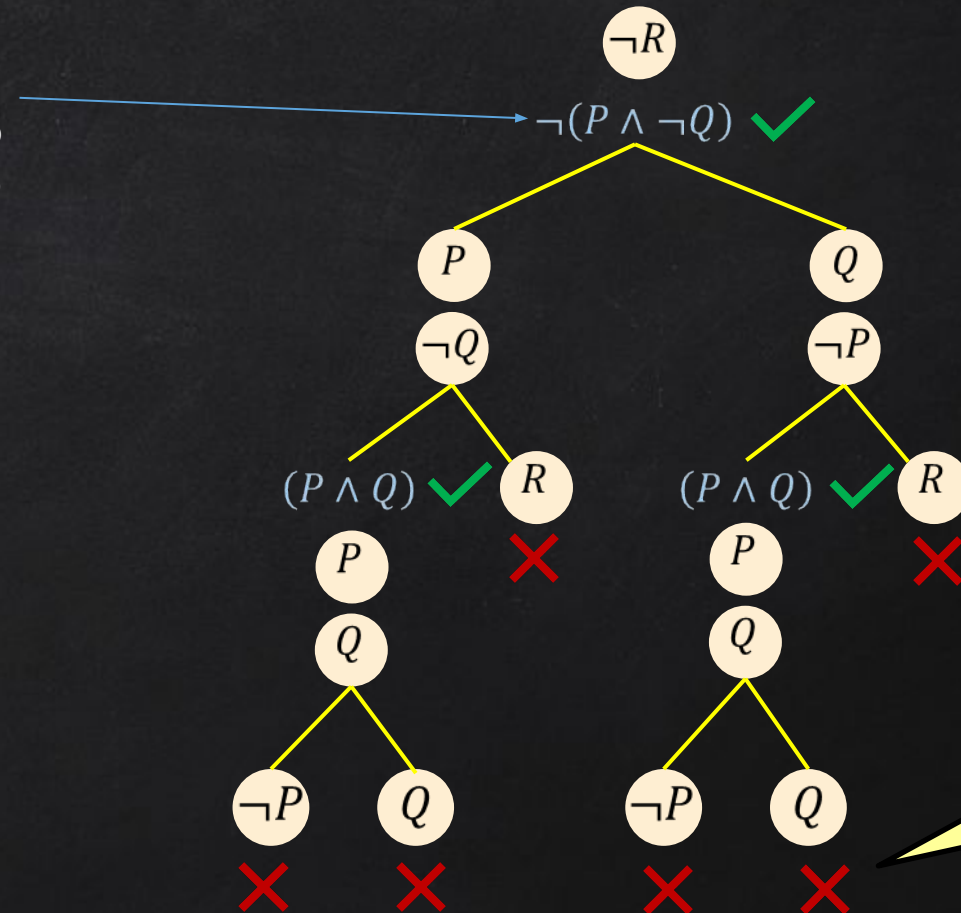 ¬R
¬(P ∧ ¬Q)
P Q
¬Q ¬P
(P ∧ Q) R (P ∧ Q) R
P P
Q Q
¬P Q ¬P Q